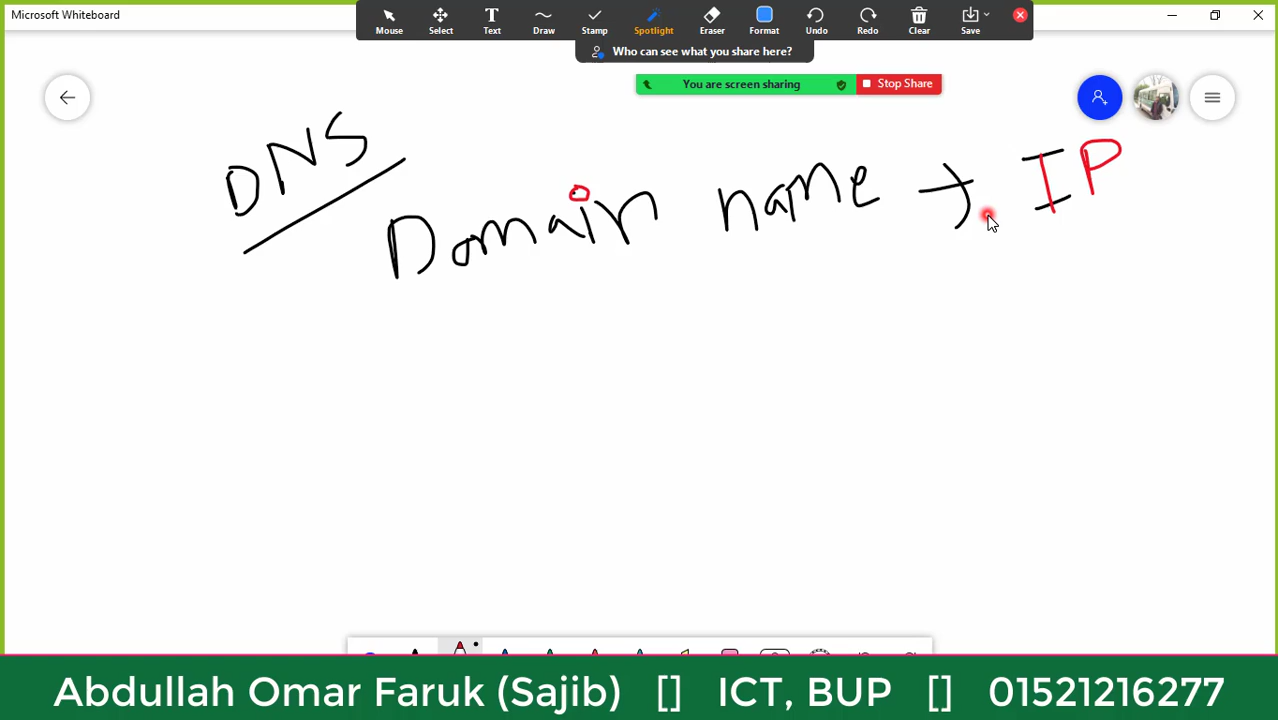 Microsoft Whiteboard
Mouse Select Text Draw Stamp Spotlight Eraser Format Undo Redo Clear Save
Who can see what you share here?
You are screen sharing Stop Share
DNS
Domain name → IP
Abdullah Omar Faruk (Sajib) [] ICT, BUP [] 01521216277